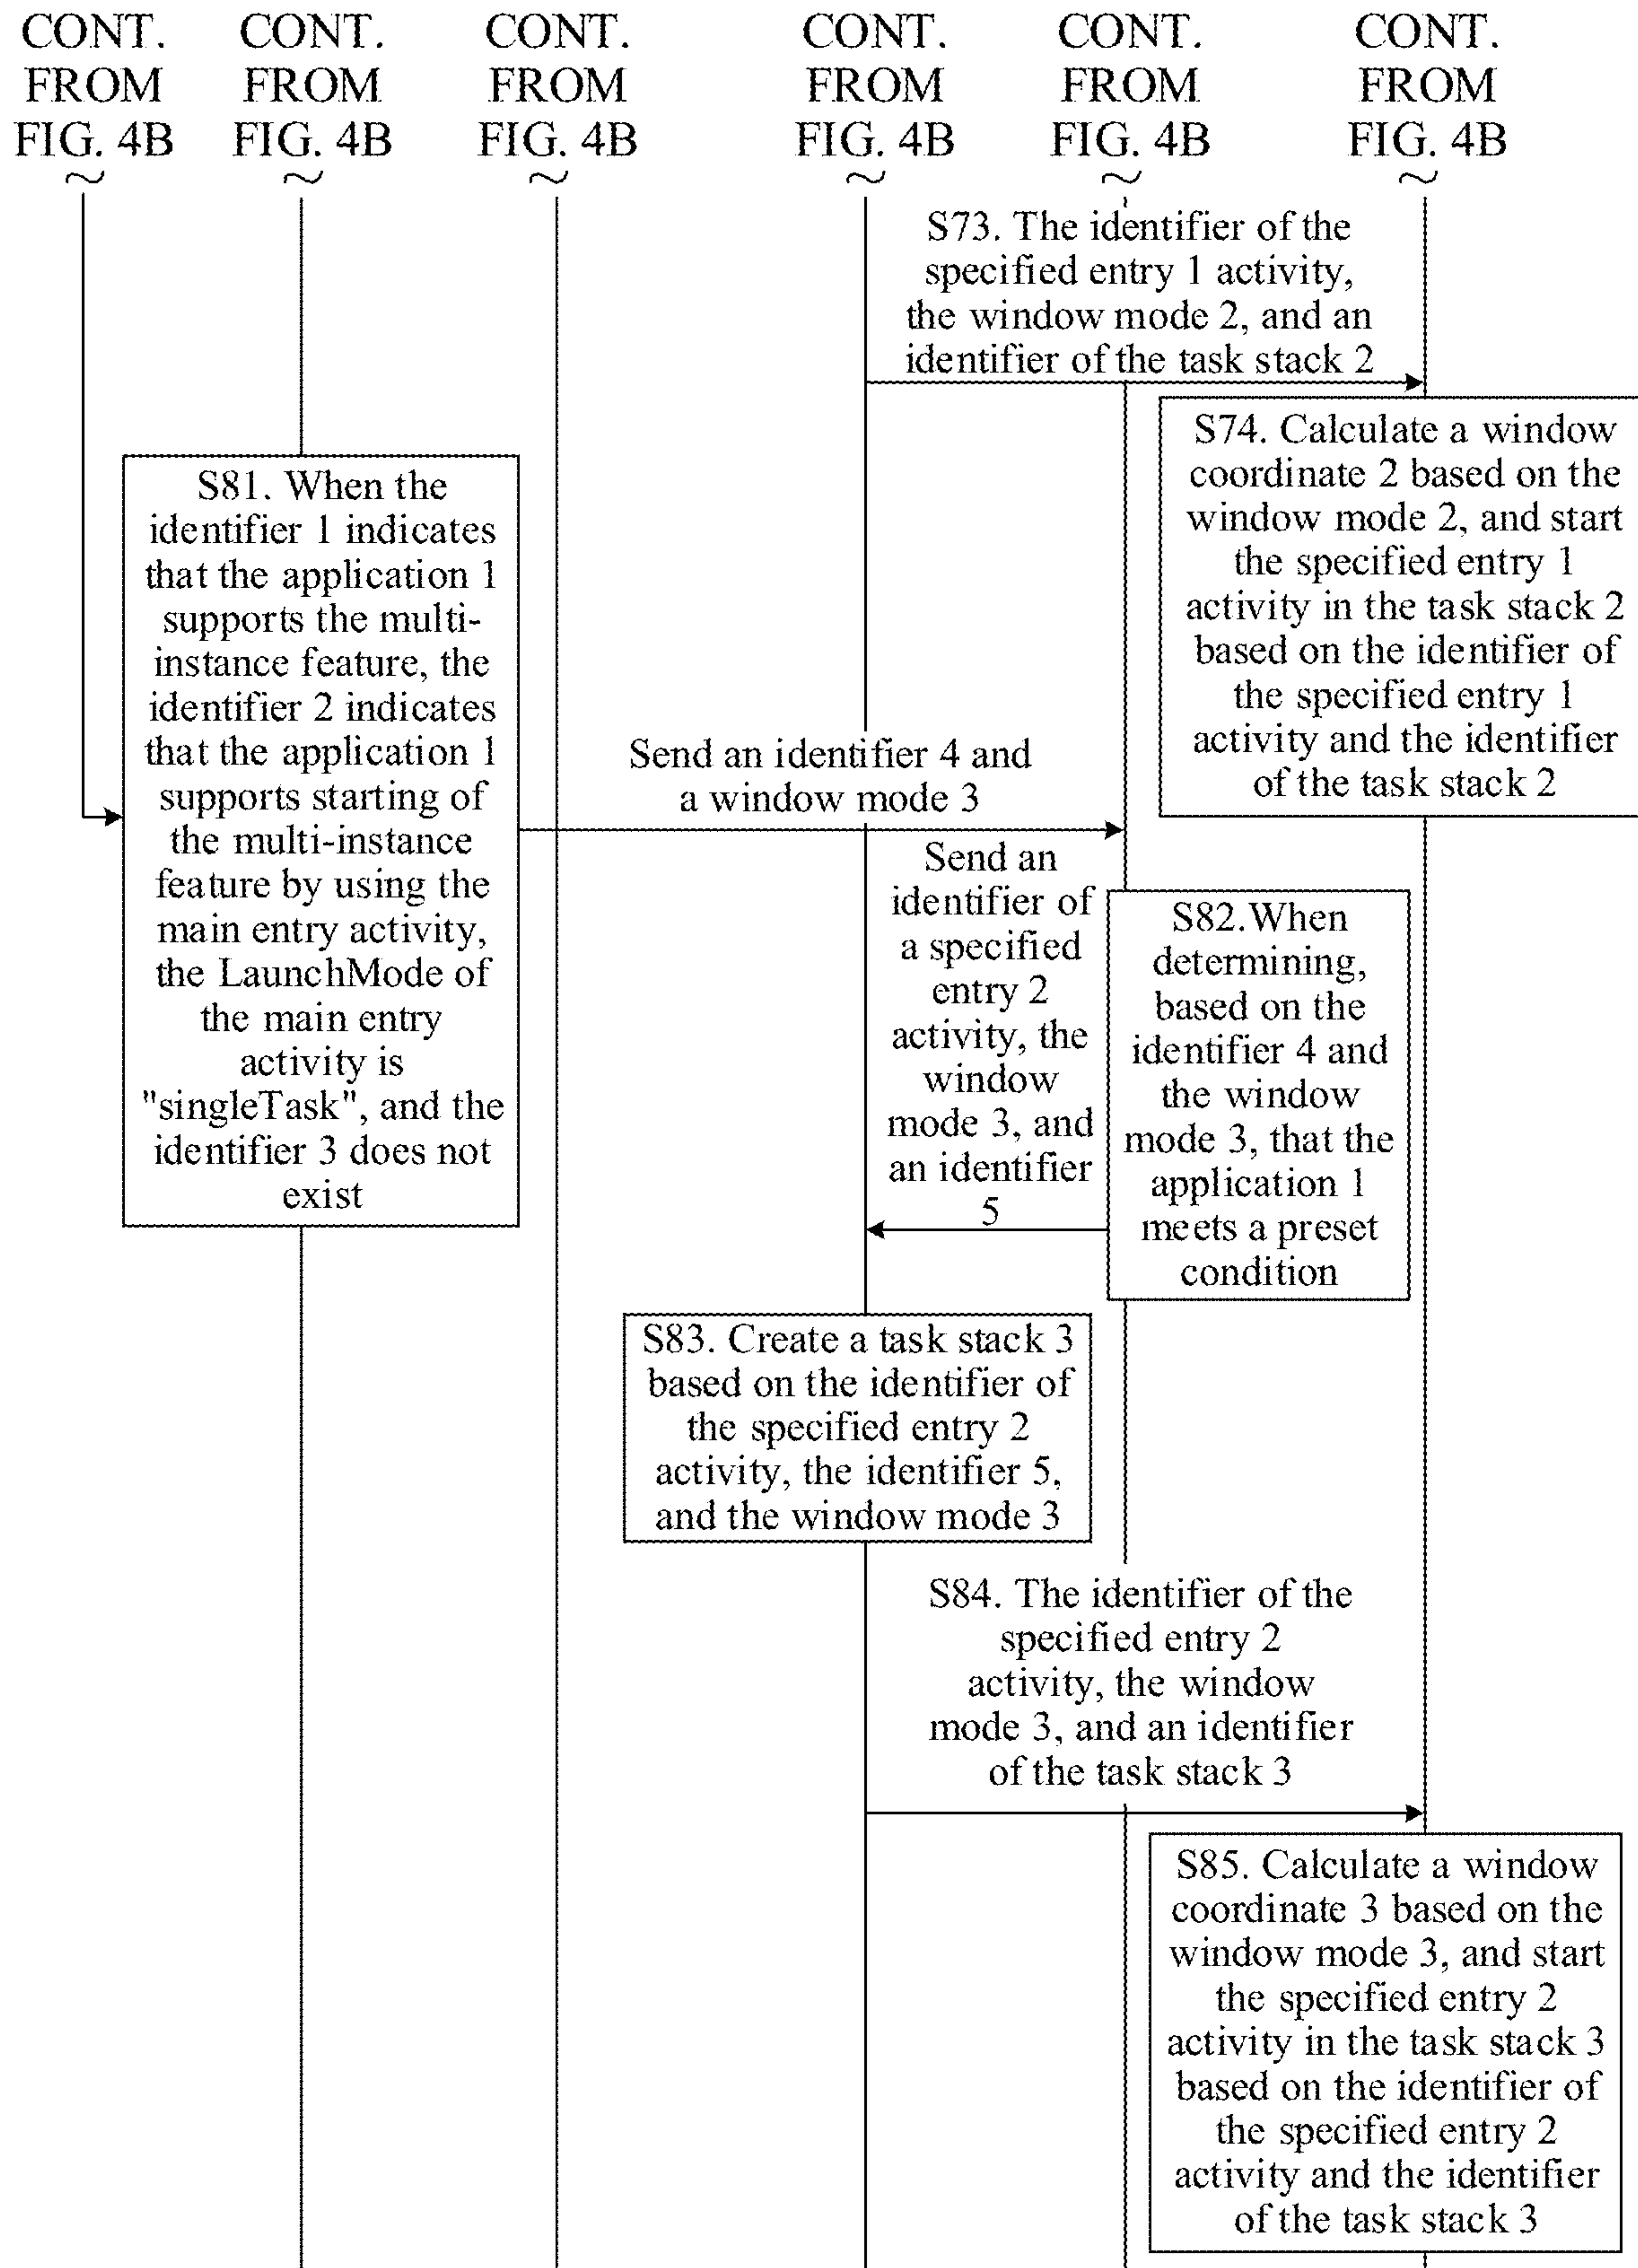 CONT.
FROM
FIG. 4B
CONT.
FROM
FIG. 4B
CONT.
FROM
FIG. 4B
CONT.
FROM
FIG. 4B
CONT.
FROM
FIG. 4B
CONT.
FROM
FIG. 4B
S73. The identifier of the
specified entry 1 activity,
the window mode 2, and an
identifier of the task stack 2
S74. Calculate a window
coordinate 2 based on the
window mode 2, and start
the specified entry 1
activity in the task stack 2
based on the identifier of
the specified entry 1
activity and the identifier
of the task stack 2
S81. When the
identifier 1 indicates
that the application 1
supports the multi-
instance feature, the
identifier 2 indicates
that the application 1
supports starting of
the multi-instance
feature by using the
main entry activity,
the LaunchMode of
the main entry
activity is
"singleTask", and the
identifier 3 does not
exist
Send an identifier 4 and
a window mode 3
S82.When
determining,
based on the
identifier 4 and
the window
mode 3, that the
application 1
meets a preset
condition
Send an
identifier of
a specified
entry 2
activity, the
window
mode 3, and
an identifier
5
S83. Create a task stack 3
based on the identifier of
the specified entry 2
activity, the identifier 5,
and the window mode 3
S84. The identifier of the
specified entry 2
activity, the window
mode 3, and an identifier
of the task stack 3
S85. Calculate a window
coordinate 3 based on the
window mode 3, and start
the specified entry 2
activity in the task stack 3
based on the identifier of
the specified entry 2
activity and the identifier
of the task stack 3